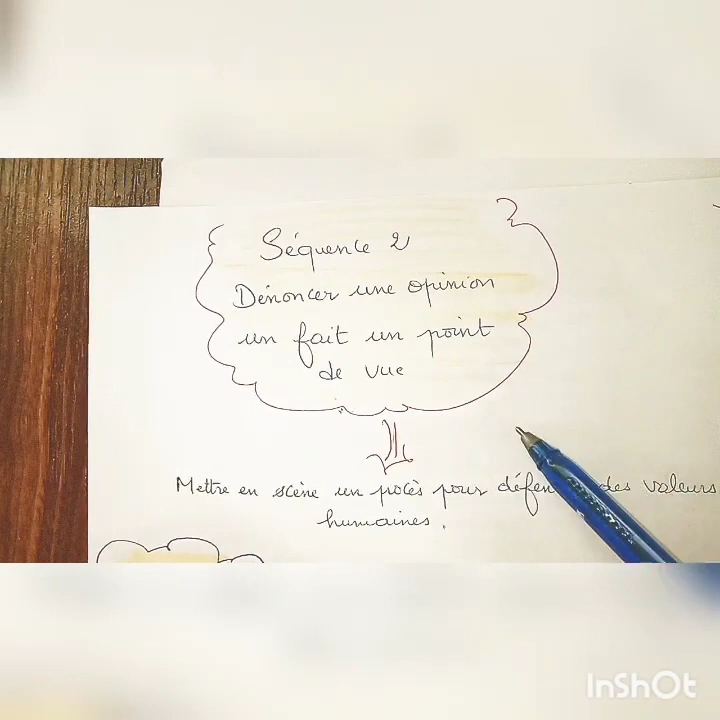 Séquence 2
Dénoncer une opinion
un fait un point
de vue
Mettre en scène un pocès pour défen des valeurs
humaines.
InShOt